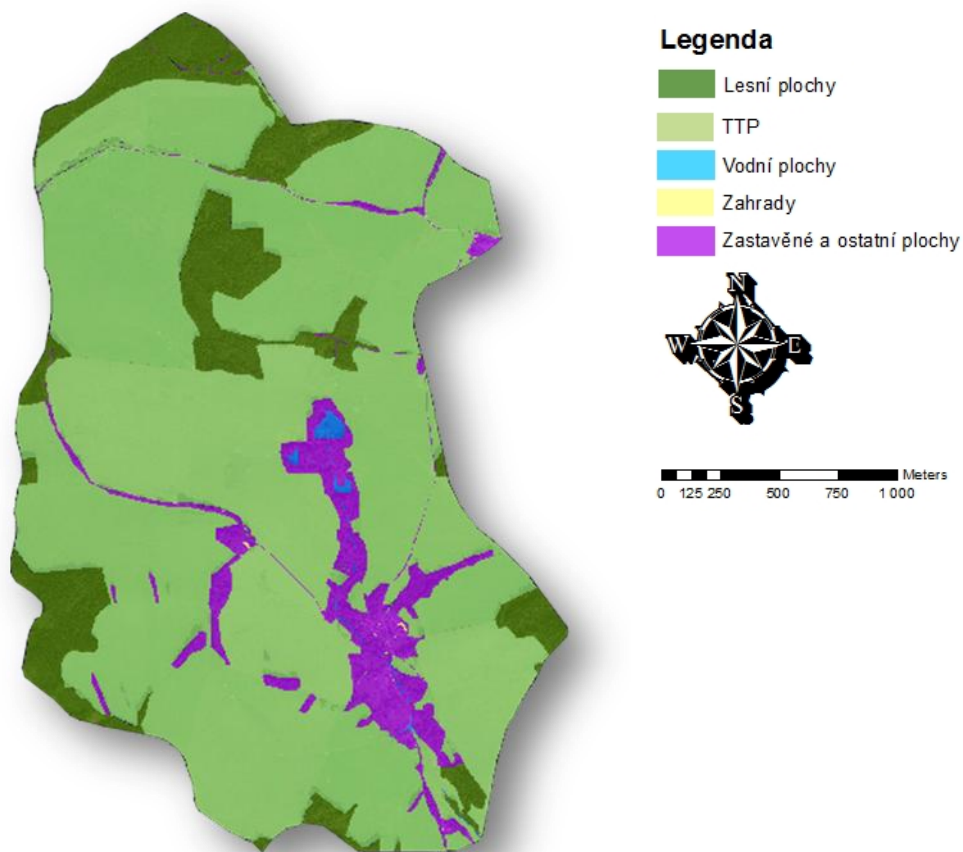 Legenda
Lesní plochy
TTP
Vodní plochy
Zahrady
Zastavěné a ostatní plochy
N
W E
S
Meters
0 125 250 500 750 1 000